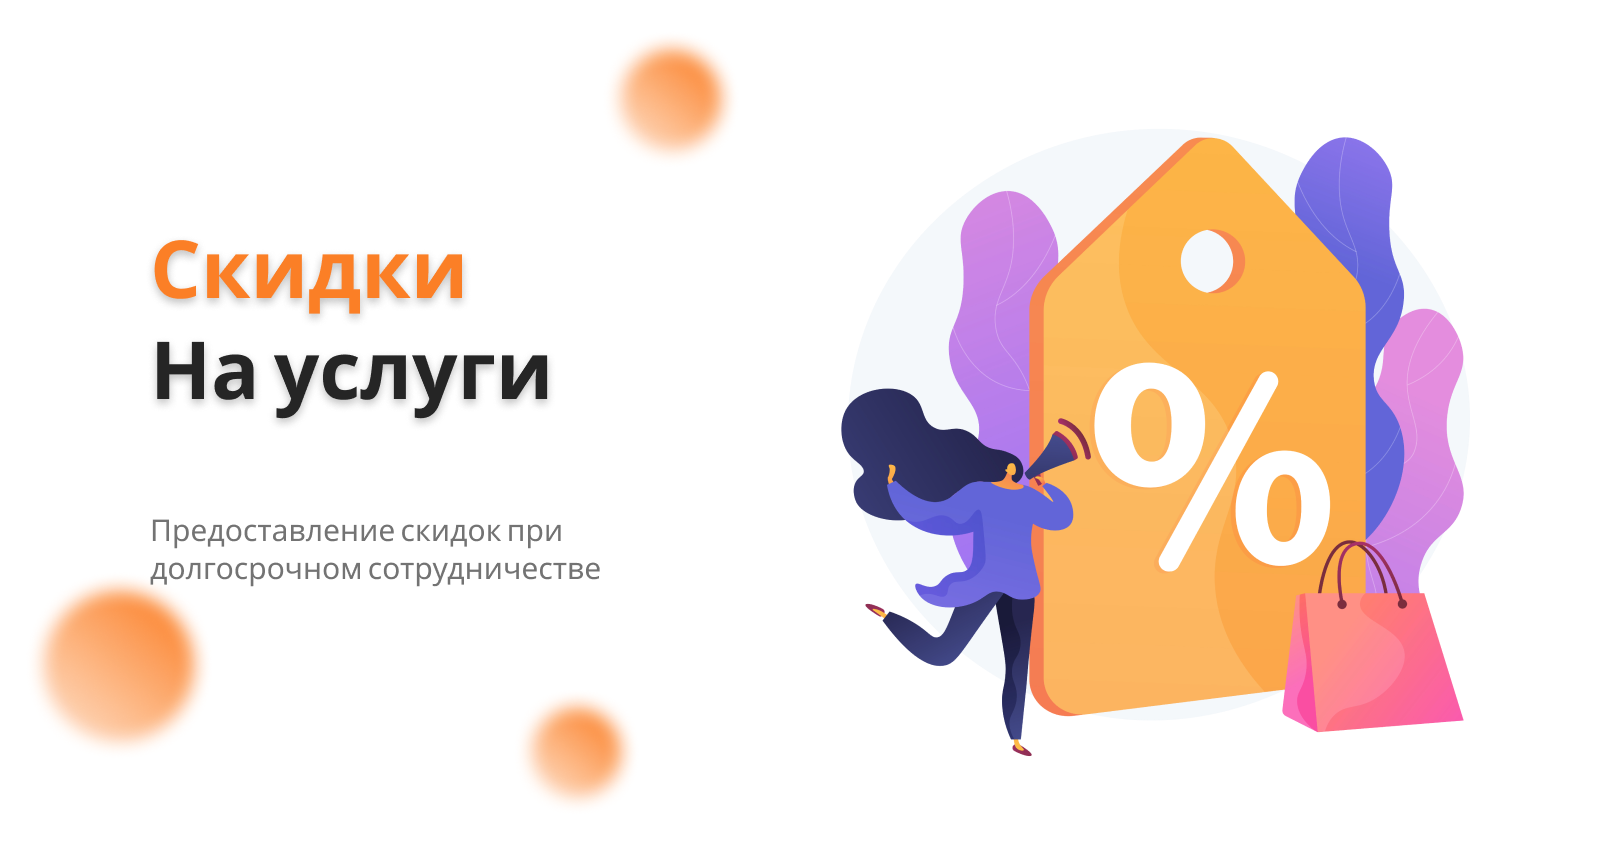 Скидки
На услуги
Предоставление скидок при
долгосрочном сотрудничестве
%